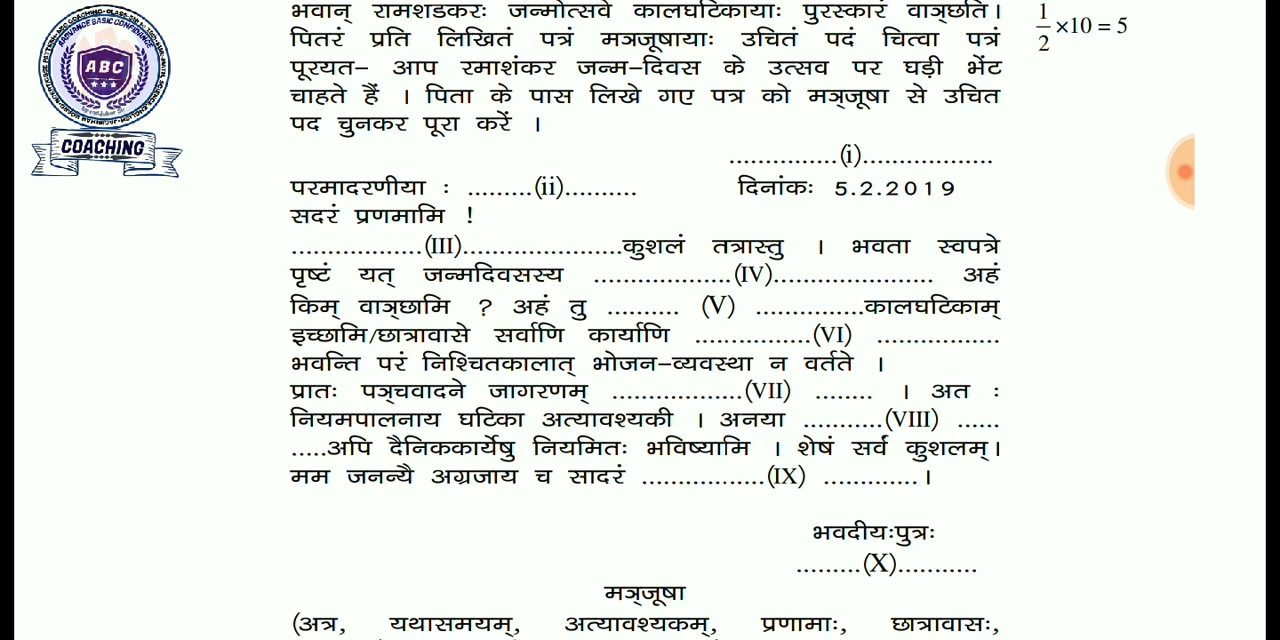 भवान् रामशडकरः जन्मोत्सवे कालघटिकायाः पुरस्कारं वाञ्छति।
1/2 ×10 = 5
पितरं प्रति लिखितं पत्रं मञजूषायाः उचितं पदं चित्वा पत्रं
पूरयत– आप रमाशंकर जन्म–दिवस के उत्सव पर घड़ी भेंट
चाहते हैं । पिता के पास लिखे गए पत्र को मञ्जूषा से उचित
पद चुनकर पूरा करें ।
ABC
COACHING
...............(i)..................
परमादरणीया : .........(ii).......... दिनांकः 5.2.2019
सदरं प्रणमामि !
..................(III)......................कुशलं तत्रास्तु । भवता स्वपत्रे
पृष्टं यत् जन्मदिवसस्य ...................(IV)...................... अहं
किम् वाञ्छामि ? अहं तु .......... (V) ...............कालघटिकाम्
इच्छामि/छात्रावासे सर्वाणि कार्याणि ................(VI) .................
भवन्ति परं निश्चितकालात् भोजन–व्यवस्था न वर्तते ।
प्रातः पञ्चवादने जागरणम् ..................(VII) ........ । अत :
नियमपालनाय घटिका अत्यावश्यकी । अनया ...........(VIII) ......
.....अपि दैनिककार्येषु नियमितः भविष्यामि । शेषं सर्वं कुशलम्।
मम जनन्यै अग्रजाय च सादरं .................(IX) ............. ।
भवदीयःपुत्रः
.........(X)...........
मञ्जूषा
(अत्र, यथासमयम्, अत्यावश्यकम्, प्रणामाः, छात्रावासः,